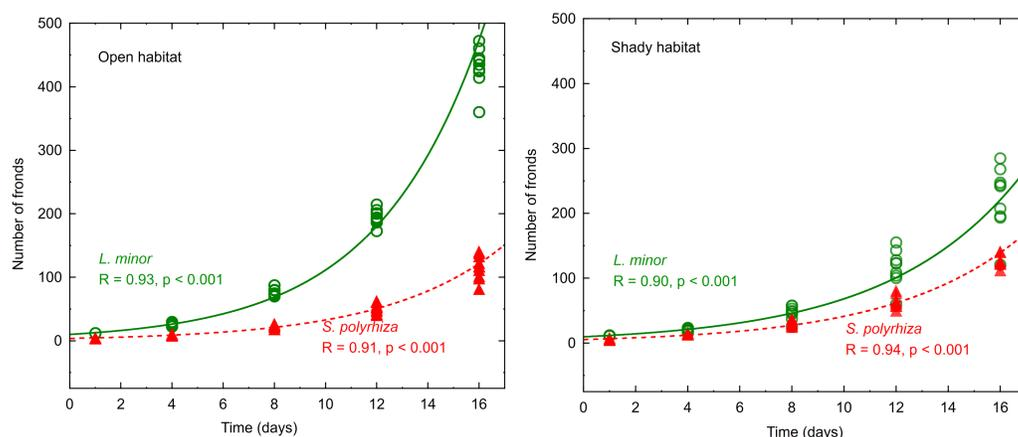 500
400
300
200
100
0
Number of fronds
Open habitat
L. minor
R = 0.93, p < 0.001
S. polyrhiza
R = 0.91, p < 0.001
0 2 4 6 8 10 12 14 16
Time (days)
500
400
300
200
100
0
Number of fronds
Shady habitat
L. minor
R = 0.90, p < 0.001
S. polyrhiza
R = 0.94, p < 0.001
0 2 4 6 8 10 12 14 16
Time (days)